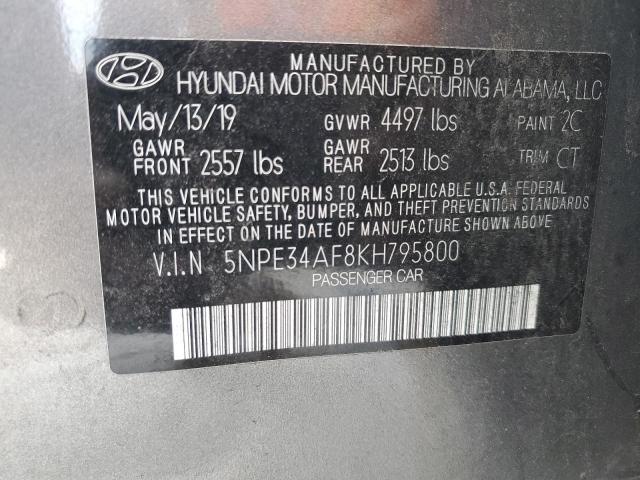 MANUFACTURED BY
HYUNDAI MOTOR MANUFACTURING ALABAMA, LLC
May/13/19 GVWR 4497 lbs PAINT 2C
GAWR FRONT 2557 lbs GAWR REAR 2513 lbs TRIM CT
THIS VEHICLE CONFORMS TO ALL APPLICABLE U.S.A. FEDERAL
MOTOR VEHICLE SAFETY, BUMPER, AND THEFT PREVENTION STANDARDS
IN EFFECT ON THE DATE OF MANUFACTURE SHOWN ABOVE.
V.I.N 5NPE34AF8KH795800
PASSENGER CAR